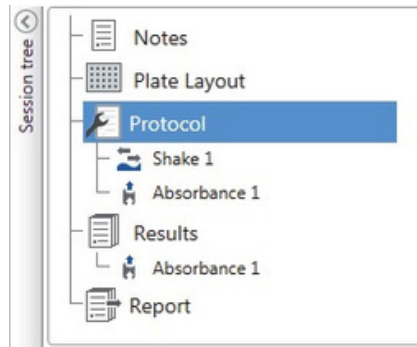 Session tree
Notes
Plate Layout
Protocol
Shake 1
Absorbance 1
Results
Absorbance 1
Report